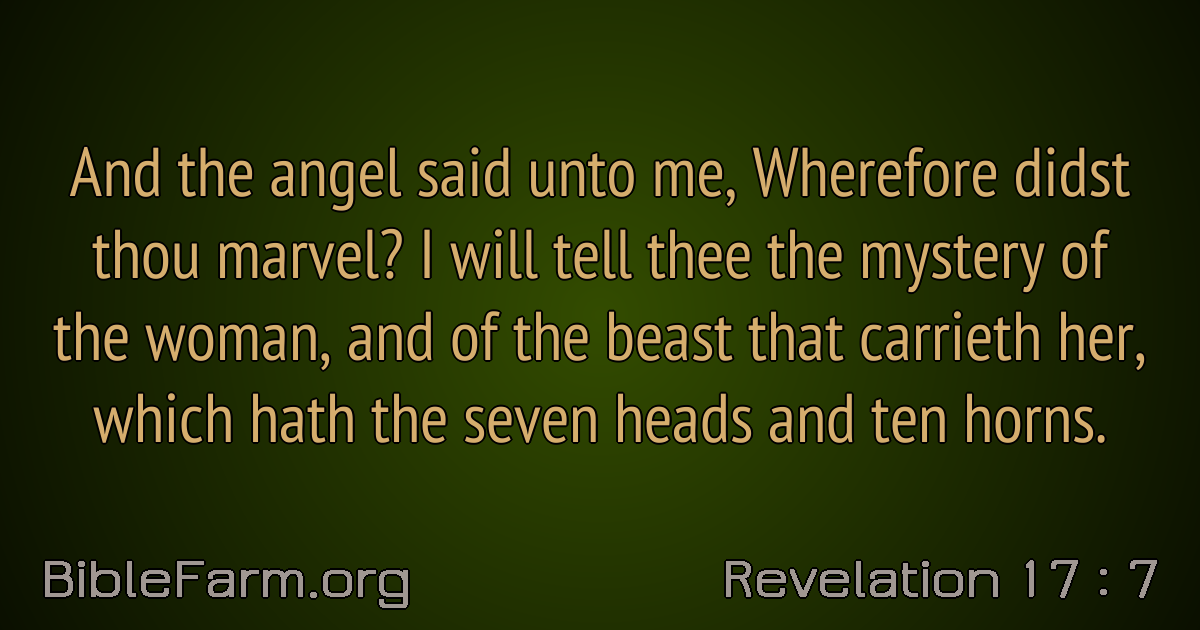 And the angel said unto me, Wherefore didst
thou marvel? I will tell thee the mystery of
the woman, and of the beast that carrieth her,
which hath the seven heads and ten horns.
BibleFarm.org
Revelation 17 : 7